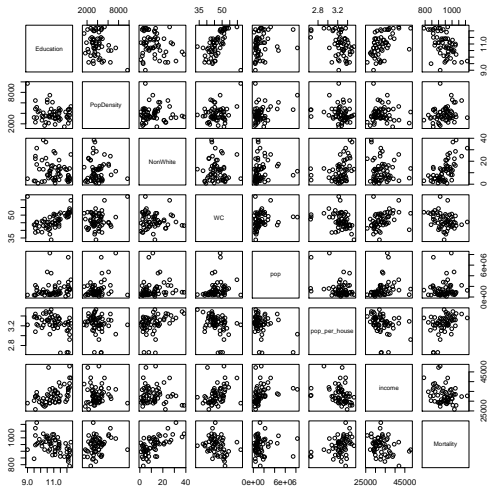 2000 8000 0 10 30 35 50 2.8 3.2 800 1000
Education
9.0 11.0
PopDensity
2000 8000
NonWhite
0 20 40
WC
35 50
pop
0e+00 6e+06
pop_per_house
2.8 3.2
income
25000 45000
Mortality
800 1000
9.0 11.0 0 20 40 0e+00 6e+06 25000 45000